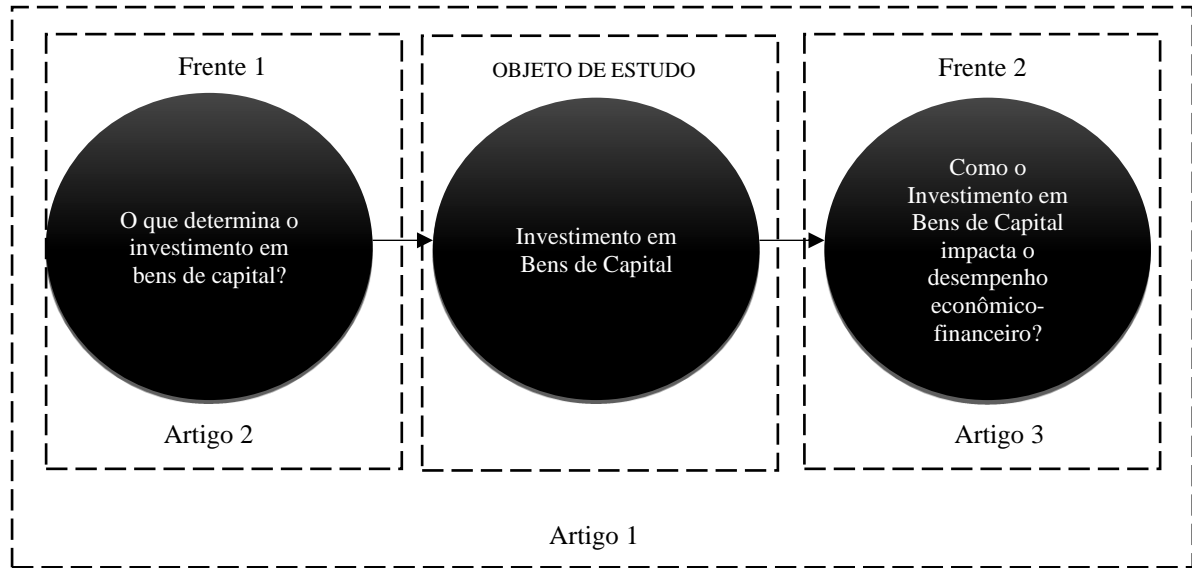 Frente 1
O que determina o
investimento em
bens de capital?
Artigo 2
OBJETO DE ESTUDO
Investimento em
Bens de Capital
Frente 2
Como o
Investimento em
Bens de Capital
impacta o
desempenho
econômico-
financeiro?
Artigo 3
Artigo 1